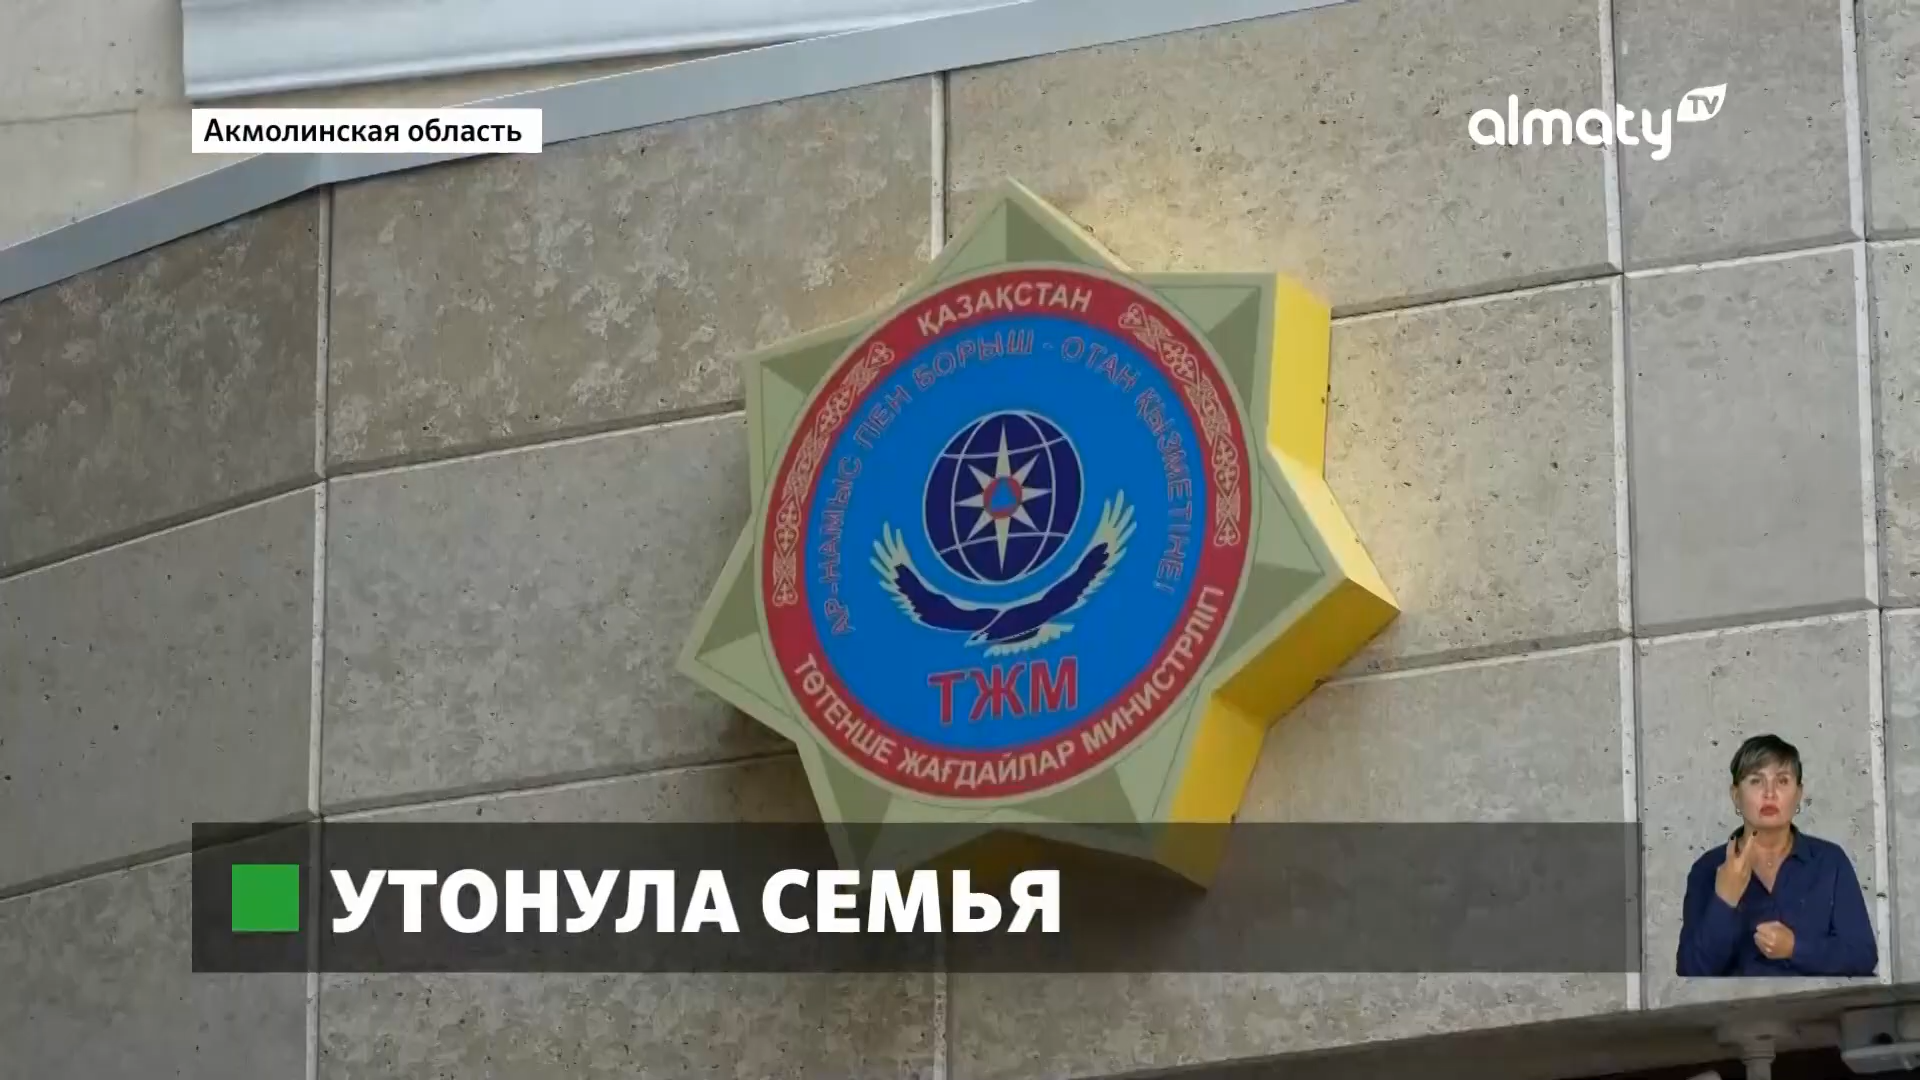 Акмолинская область
almaty TV
ҚАЗАҚСТАН
АР-НАМЫС ПЕН БОРЫШ - ОТАН ҚЫЗМЕТІНЕ!
ТЖМ
ТӨТЕНШЕ ЖАҒДАЙЛАР МИНИСТРЛІГІ
УТОНУЛА СЕМЬЯ